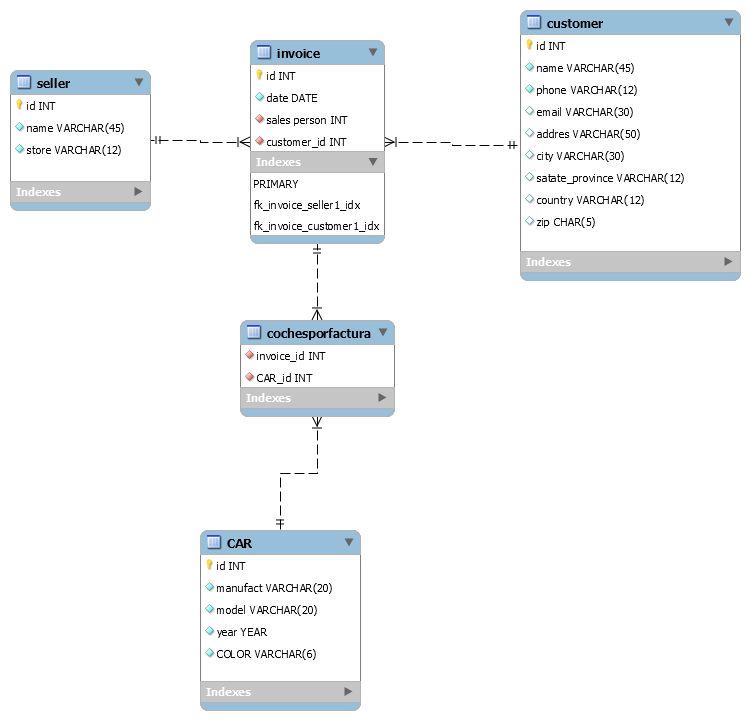 seller
id INT
name VARCHAR(45)
store VARCHAR(12)
Indexes
invoice
id INT
date DATE
sales person INT
customer_id INT
Indexes
PRIMARY
fk_invoice_seller1_idx
fk_invoice_customer1_idx
customer
id INT
name VARCHAR(45)
phone VARCHAR(12)
email VARCHAR(30)
addres VARCHAR(50)
city VARCHAR(30)
satate_province VARCHAR(12)
country VARCHAR(12)
zip CHAR(5)
Indexes
cochesporfactura
invoice_id INT
CAR_id INT
Indexes
CAR
id INT
manufact VARCHAR(20)
model VARCHAR(20)
year YEAR
COLOR VARCHAR(6)
Indexes